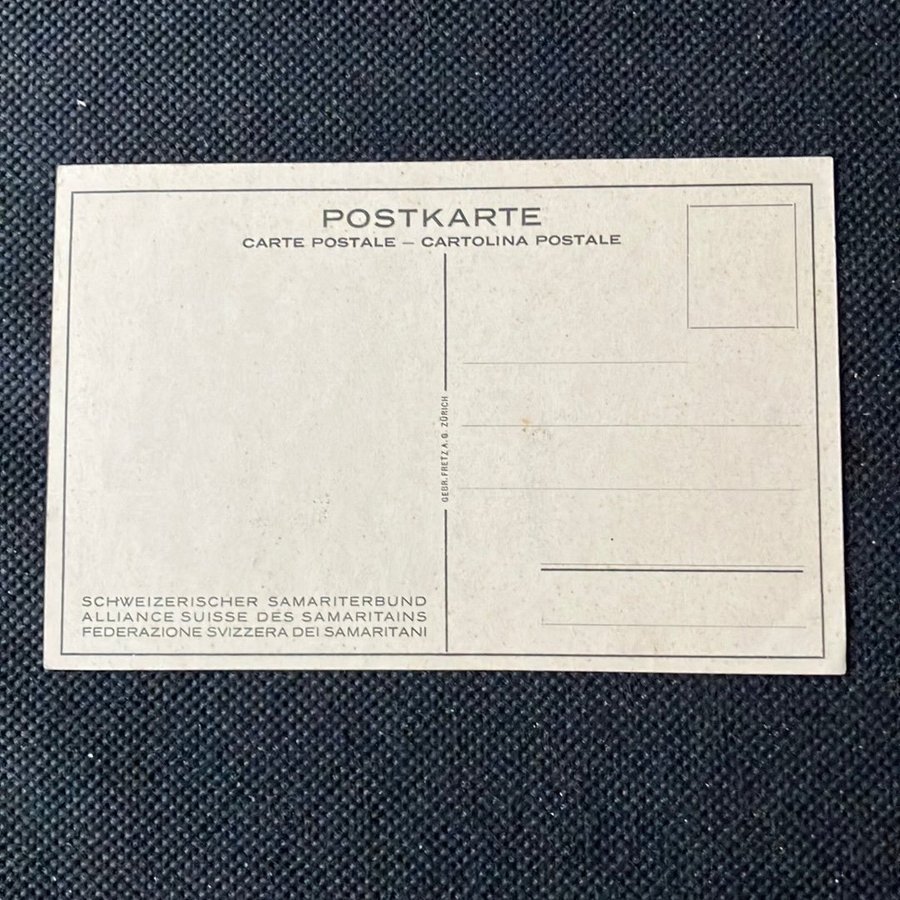 POSTKARTE
CARTE POSTALE – CARTOLINA POSTALE
GEBR. FRETZ A.G. ZÜRICH
SCHWEIZERISCHER SAMARITERBUND
ALLIANCE SUISSE DES SAMARITAINS
FEDERAZIONE SVIZZERA DEI SAMARITANI